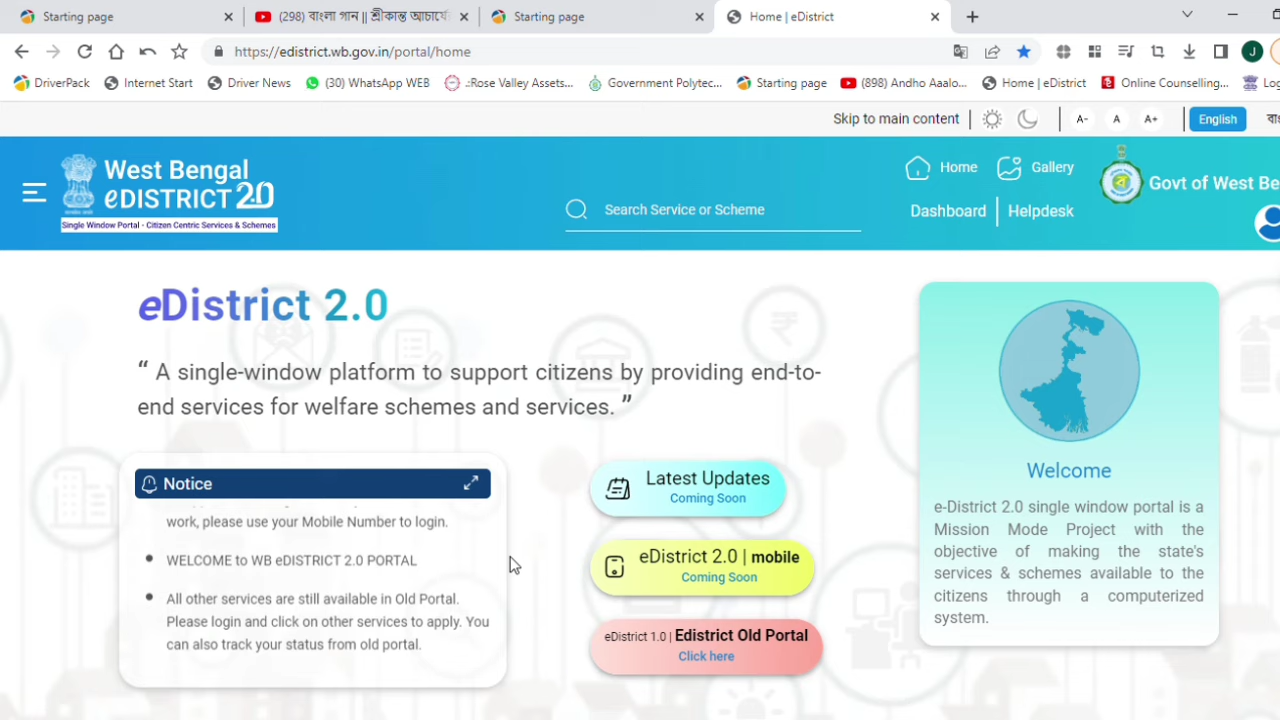 Starting page
(298) বাংলা গান || শ্রীকান্ত আচার্যে
Starting page
Home | eDistrict
https://edistrict.wb.gov.in/portal/home
J
DriverPack
Internet Start
Driver News
(30) WhatsApp WEB
.:Rose Valley Assets...
Government Polytec...
Starting page
(898) Andho Aaalo...
Home | eDistrict
Online Counselling...
Log
Skip to main content
A-
A
A+
English
বাং
West Bengal
eDISTRICT 2.0
Single Window Portal - Citizen Centric Services & Schemes
Search Service or Scheme
Home
Gallery
Dashboard
Helpdesk
Govt of West Be
eDistrict 2.0
“ A single-window platform to support citizens by providing end-to-
end services for welfare schemes and services. ”
Notice
work, please use your Mobile Number to login.
WELCOME to WB eDISTRICT 2.0 PORTAL
All other services are still available in Old Portal.
Please login and click on other services to apply. You
can also track your status from old portal.
Latest Updates
Coming Soon
eDistrict 2.0 | mobile
Coming Soon
eDistrict 1.0 | Edistrict Old Portal
Click here
Welcome
e-District 2.0 single window portal is a
Mission Mode Project with the
objective of making the state's
services & schemes available to the
citizens through a computerized
system.